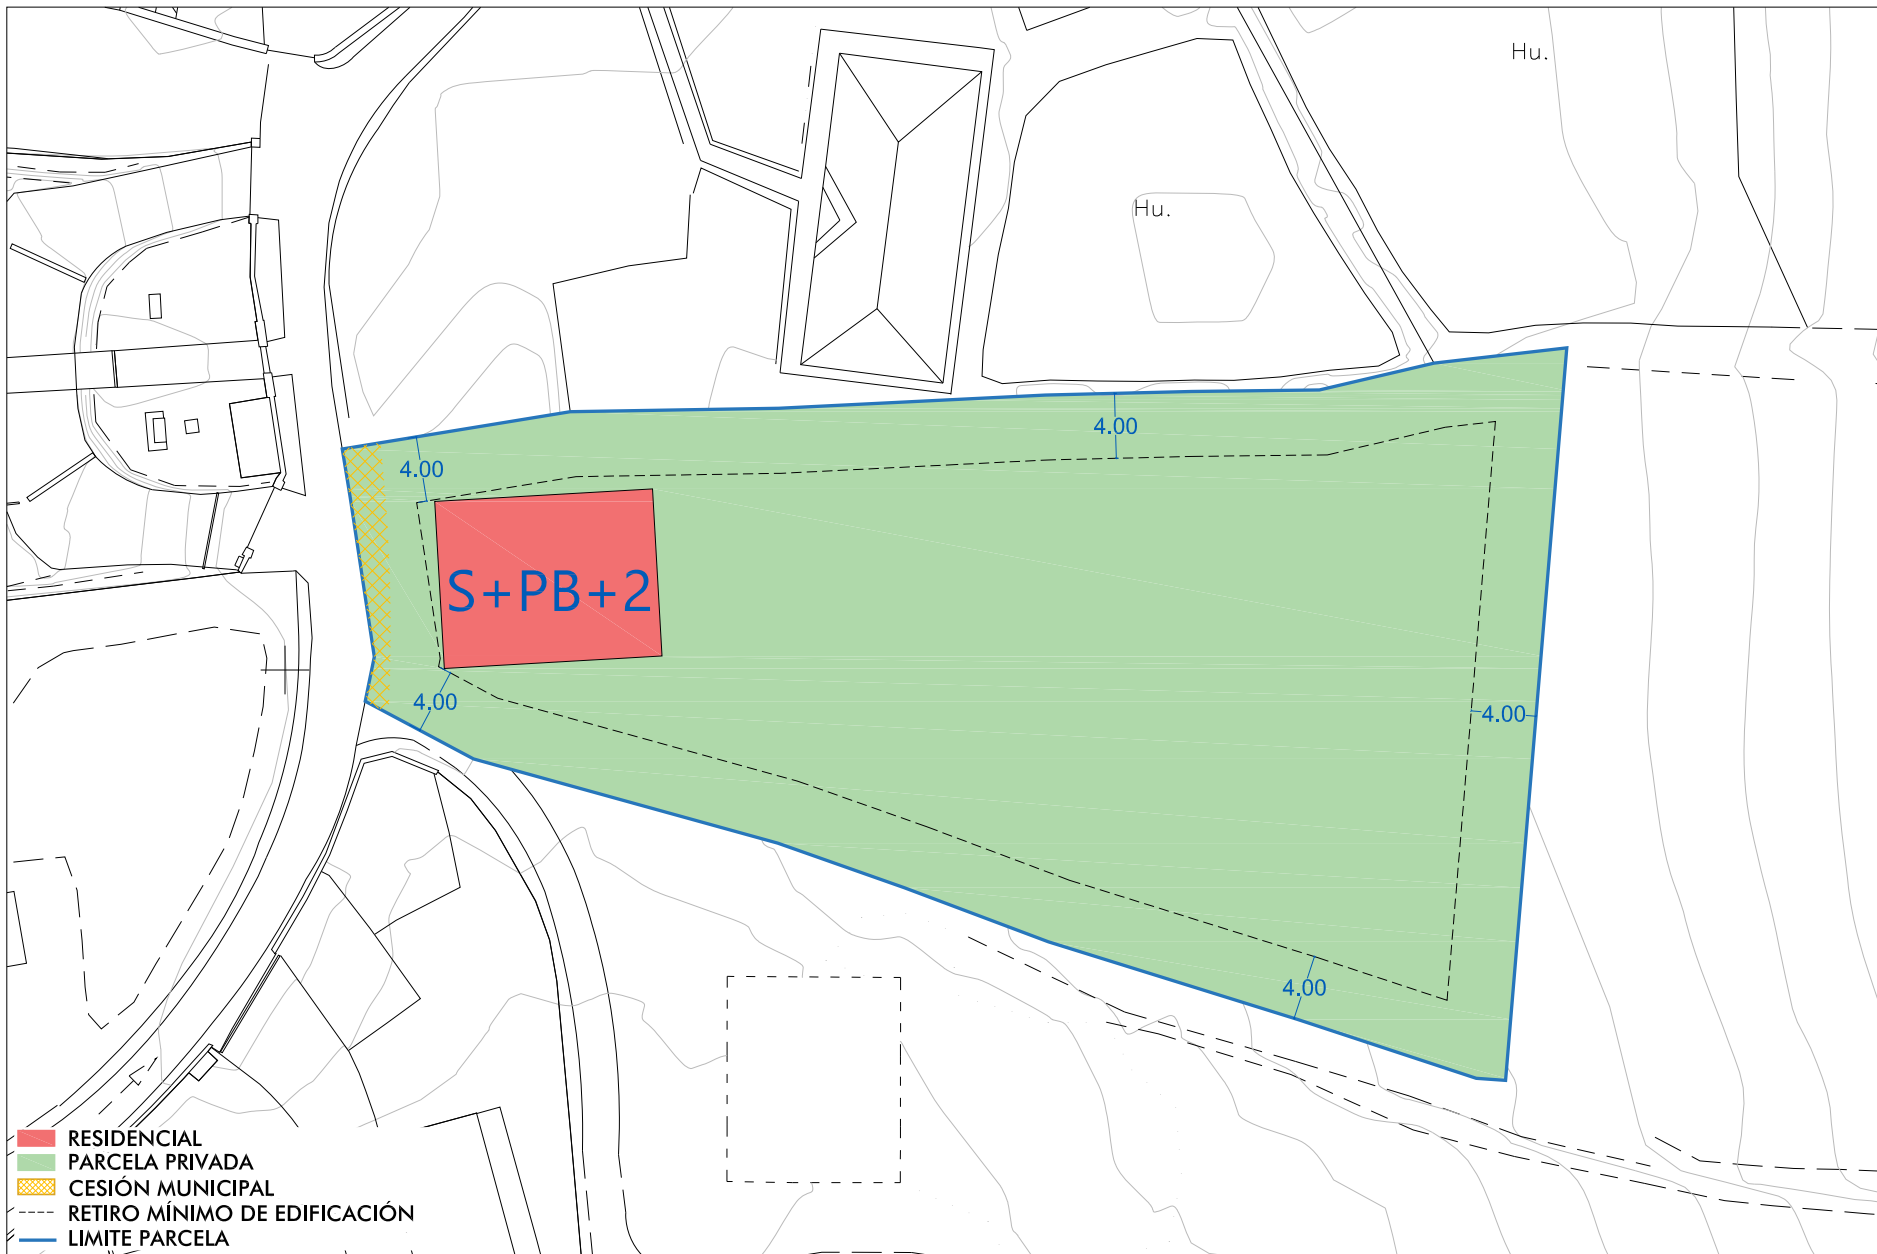 Hu.
Hu.
4.00
4.00
S+PB+2
4.00
4.00
4.00
RESIDENCIAL
PARCELA PRIVADA
CESIÓN MUNICIPAL
RETIRO MÍNIMO DE EDIFICACIÓN
LIMITE PARCELA